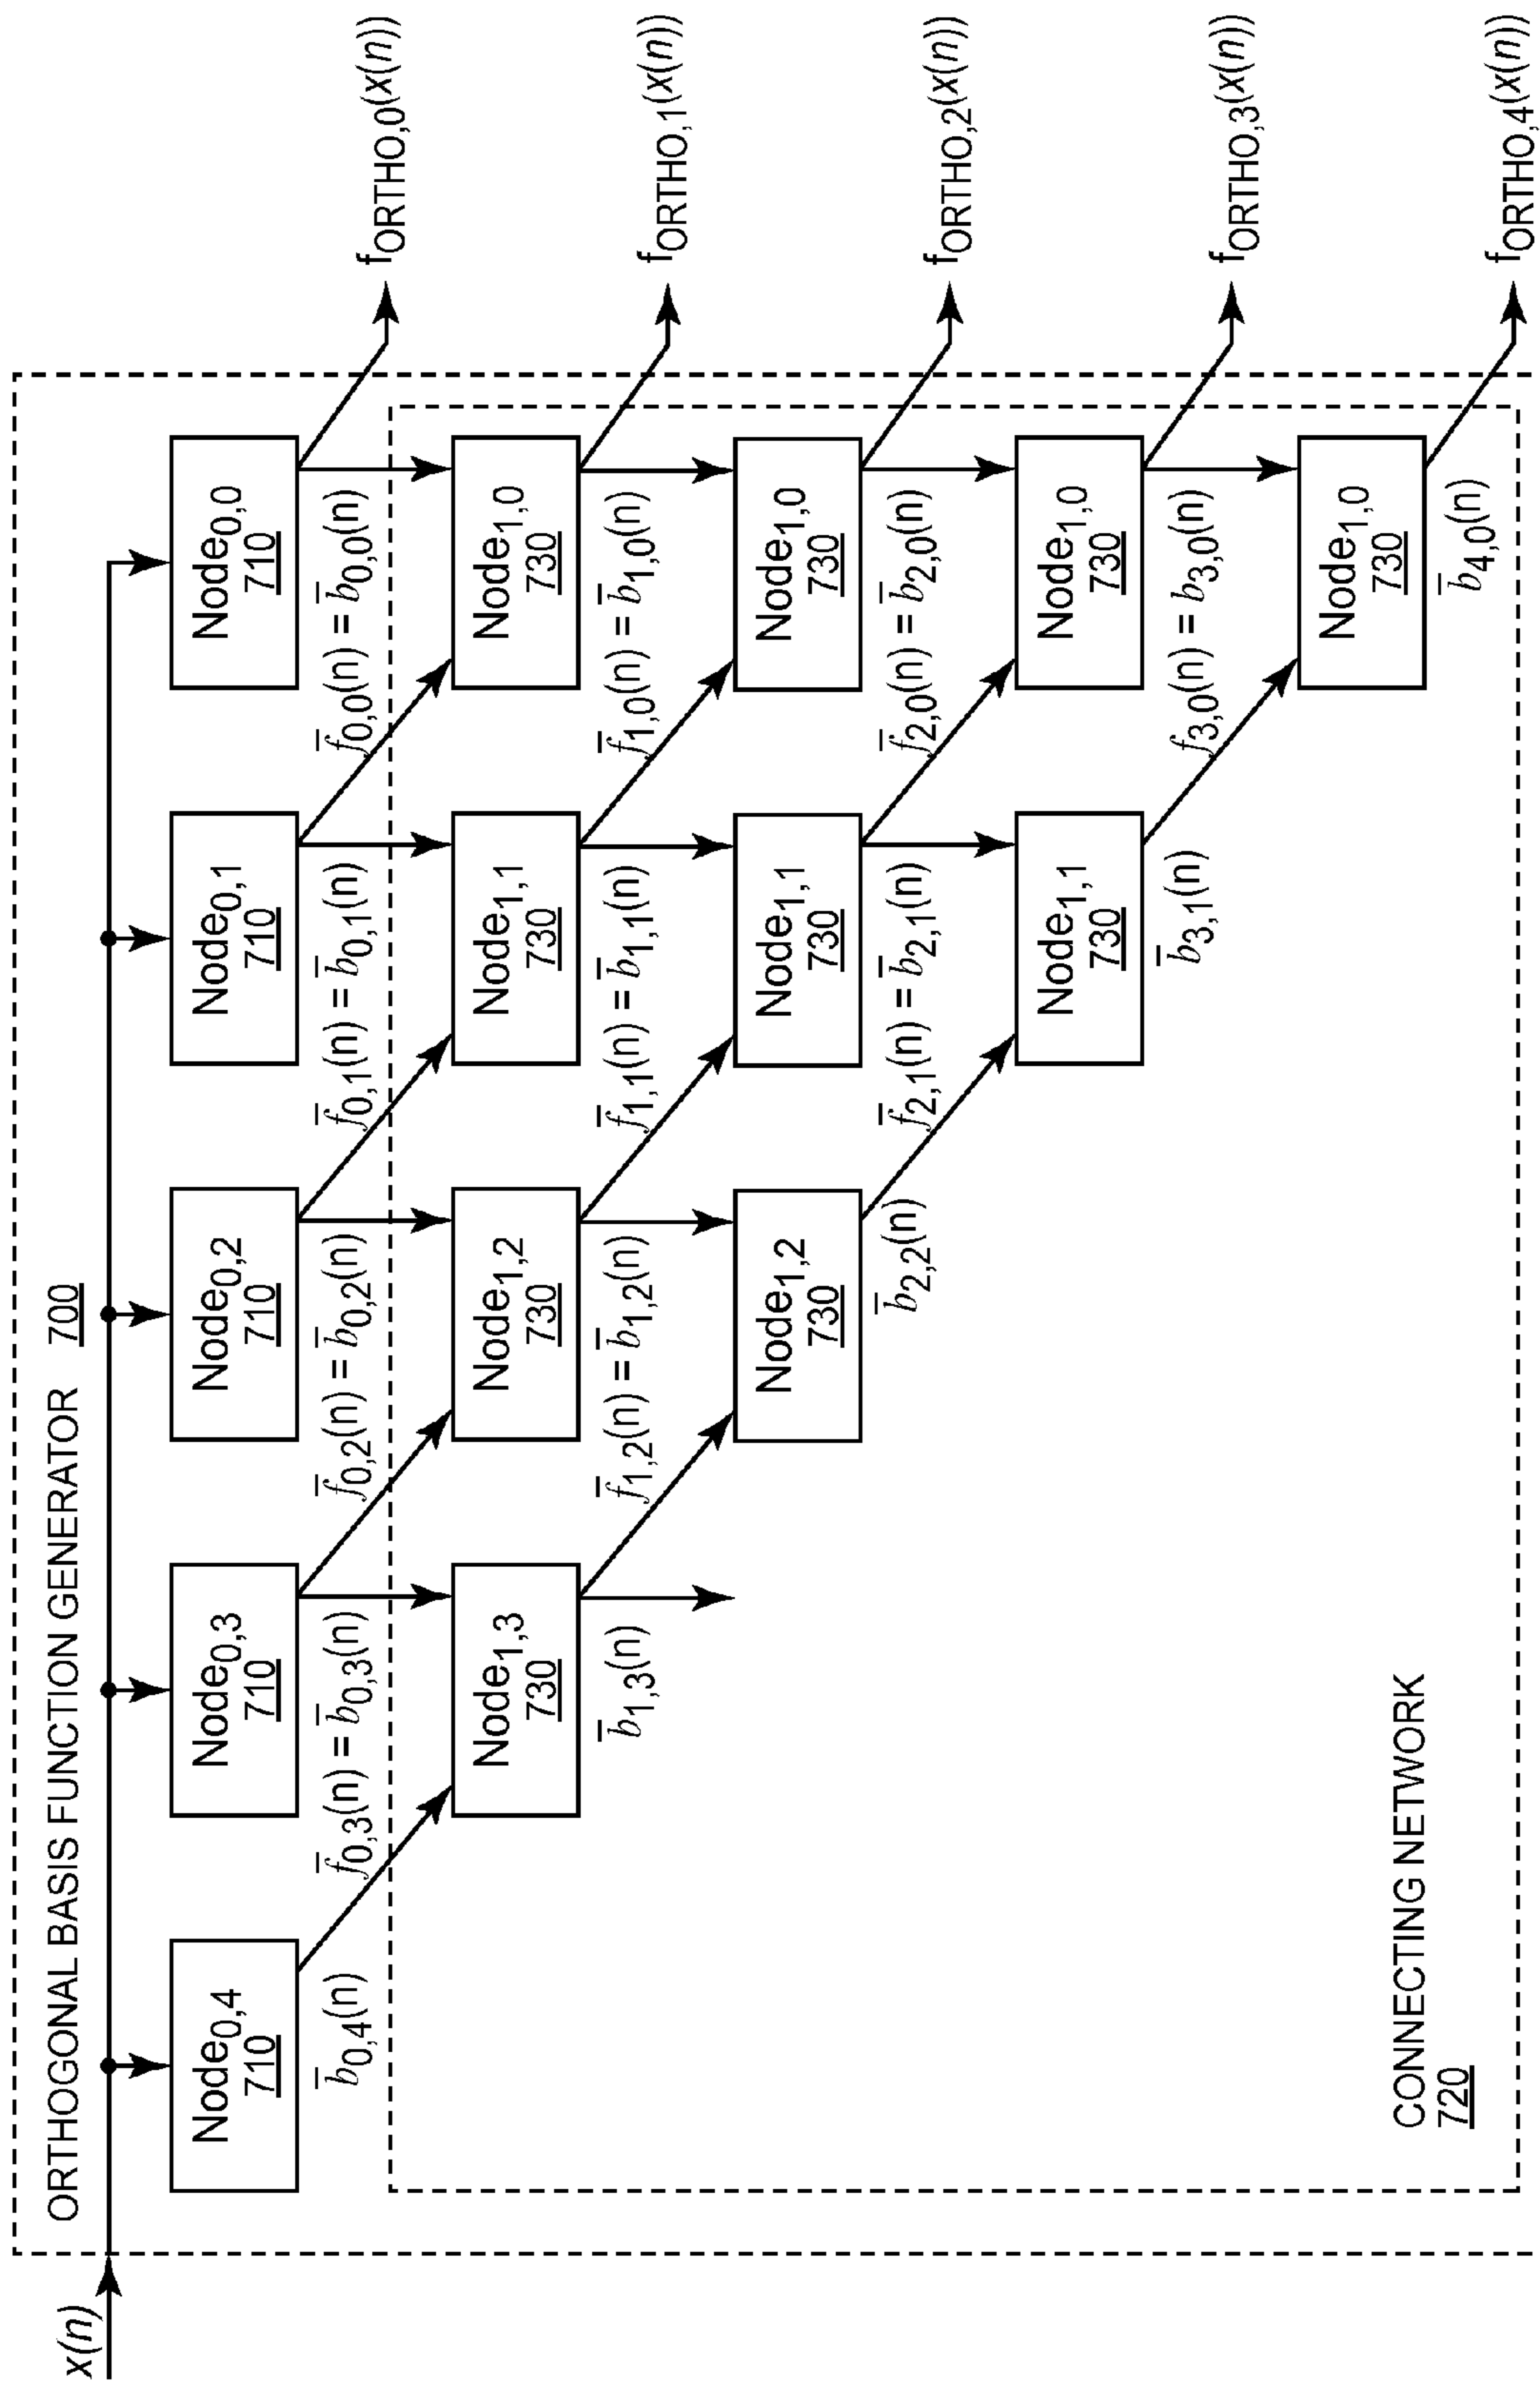 x(n)
ORTHOGONAL BASIS FUNCTION GENERATOR 700
Node0,4
710
Node0,3
710
Node0,2
710
Node0,1
710
Node0,0
710
b̅0,4(n)
f̅0,3(n) = b̅0,3(n)
f̅0,2(n) = b̅0,2(n)
f̅0,1(n) = b̅0,1(n)
f̅0,0(n) = b̅0,0(n)
fORTHO,0(x(n))
Node1,3
730
Node1,2
730
Node1,1
730
Node1,0
730
b̅1,3(n)
f̅1,2(n) = b̅1,2(n)
f̅1,1(n) = b̅1,1(n)
f̅1,0(n) = b̅1,0(n)
fORTHO,1(x(n))
Node1,2
730
Node1,1
730
Node1,0
730
b̅2,2(n)
f̅2,1(n) = b̅2,1(n)
f̅2,0(n) = b̅2,0(n)
fORTHO,2(x(n))
Node1,1
730
Node1,0
730
b̅3,1(n)
f3,0(n) = b3,0(n)
fORTHO,3(x(n))
Node1,0
730
b̅4,0(n)
fORTHO,4(x(n))
CONNECTING NETWORK
720